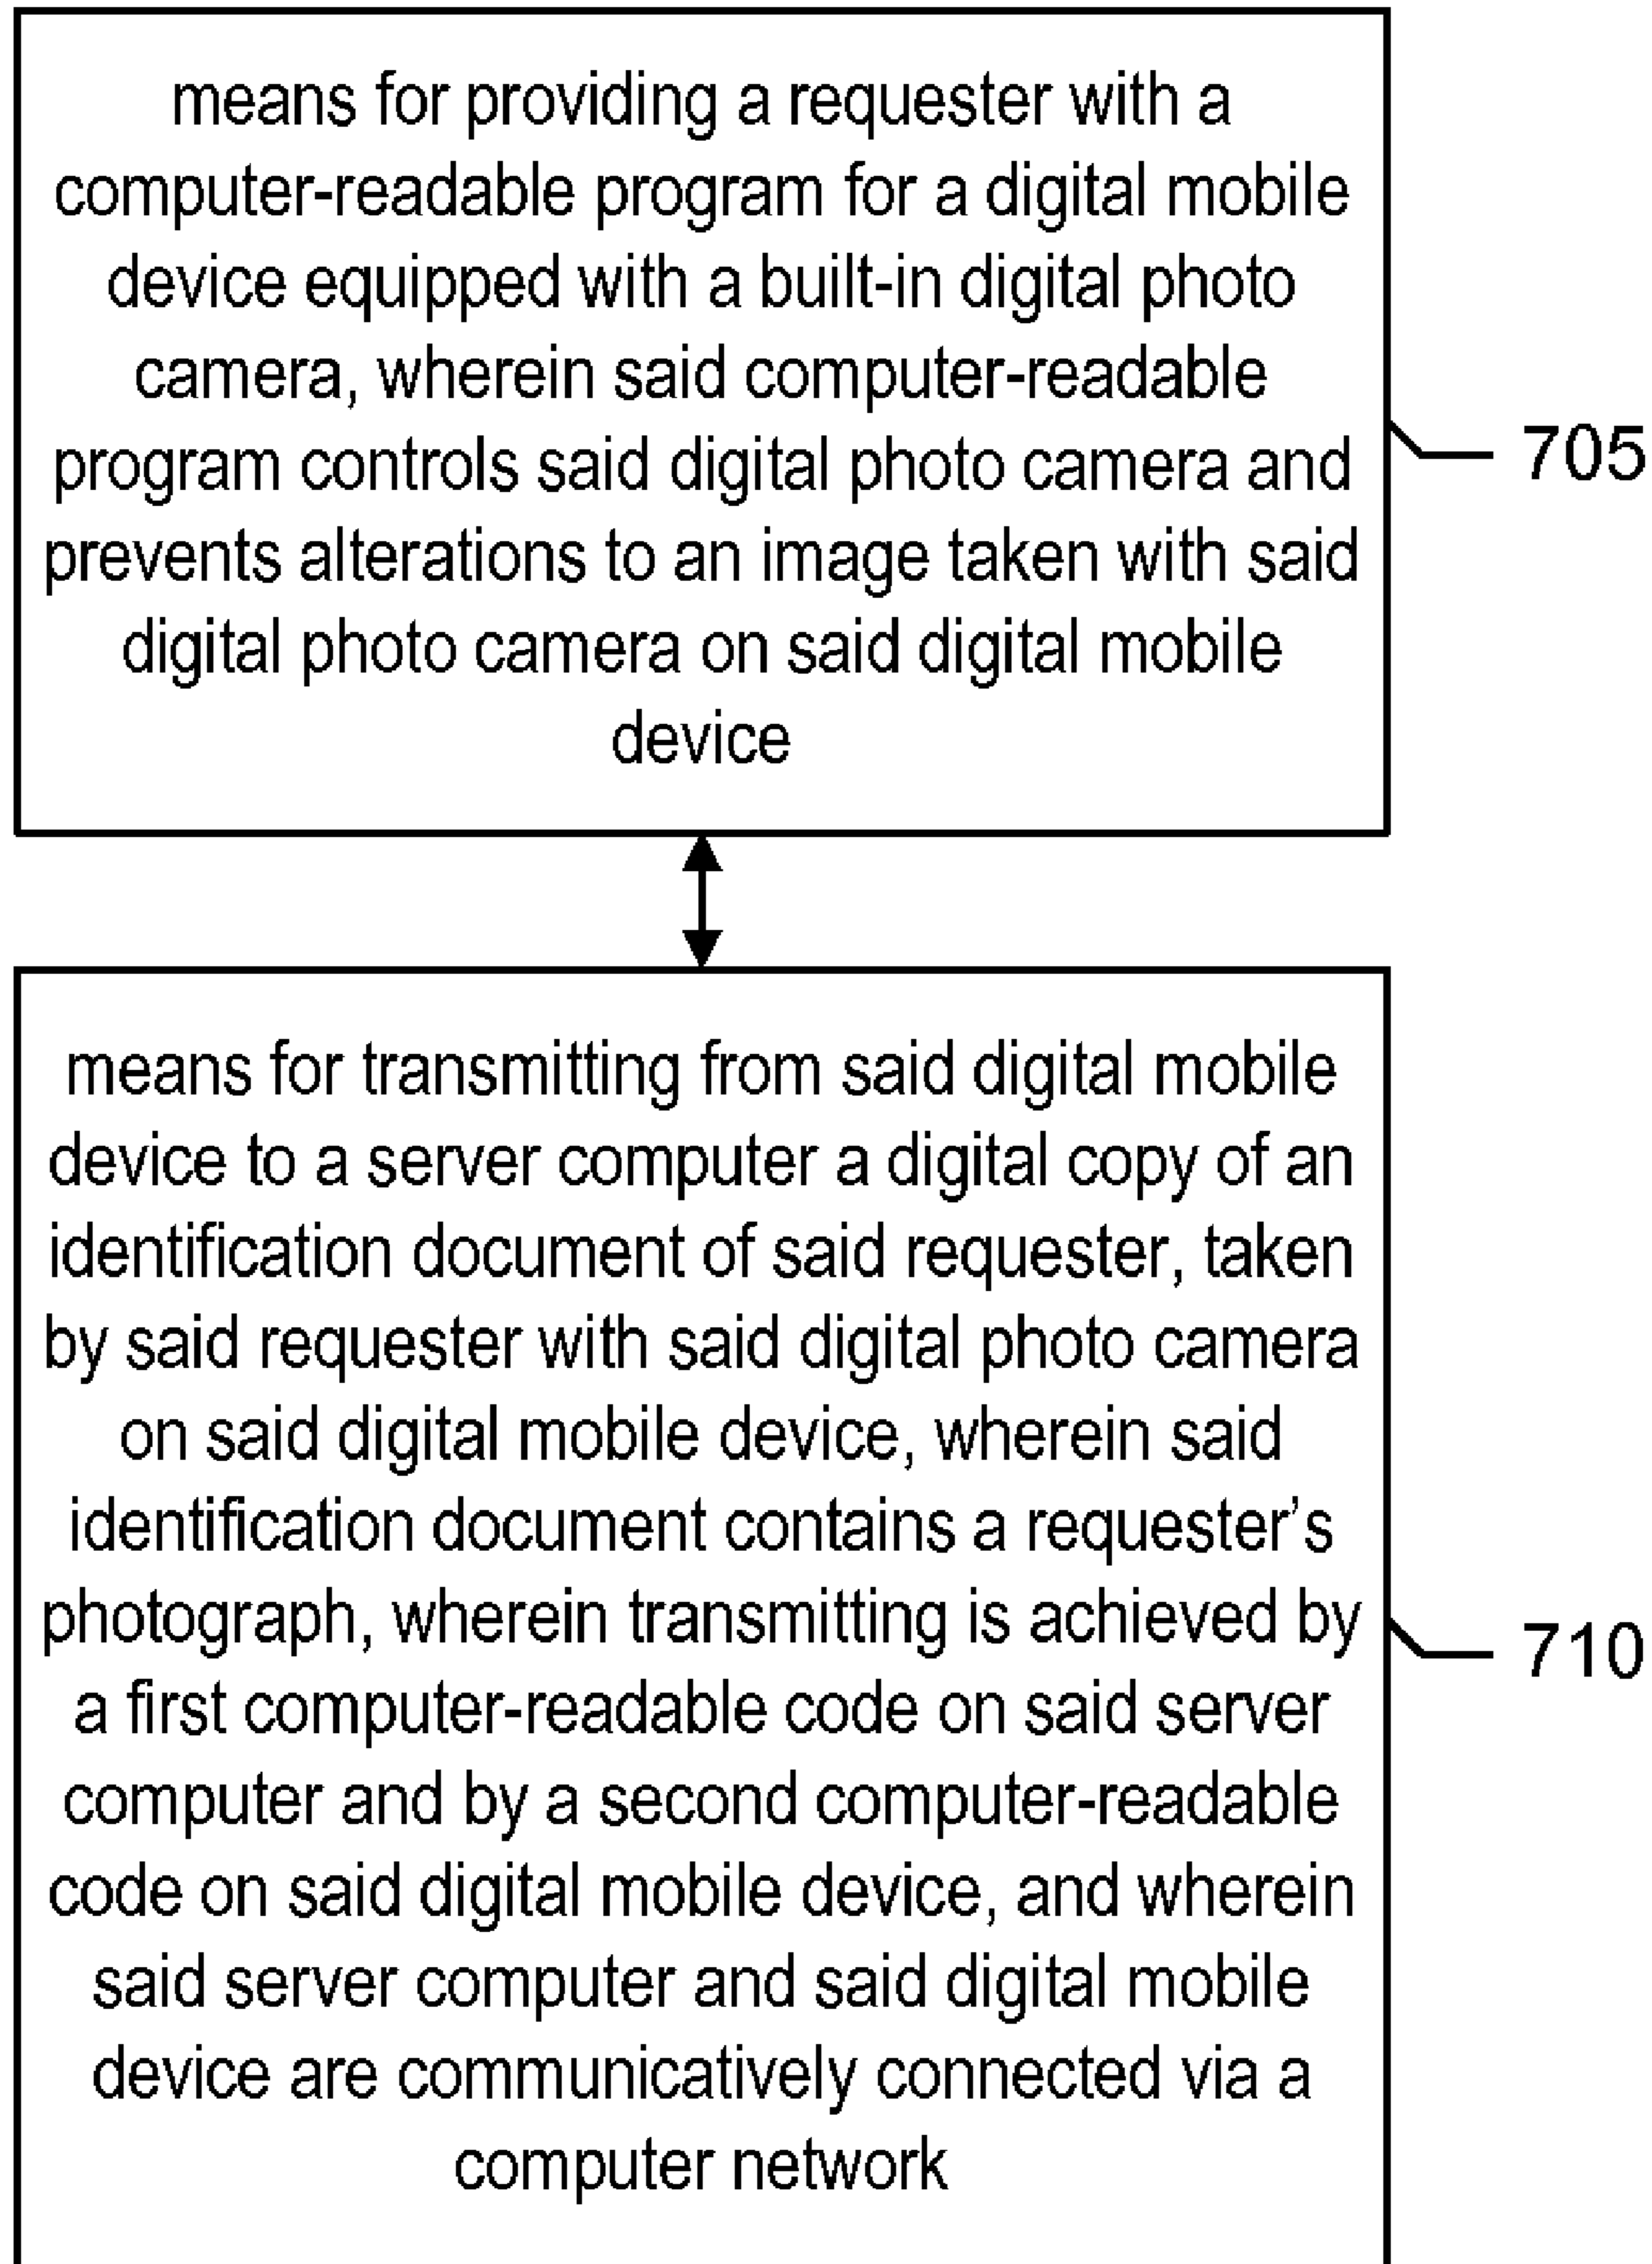 means for providing a requester with a
computer-readable program for a digital mobile
device equipped with a built-in digital photo
camera, wherein said computer-readable
program controls said digital photo camera and
prevents alterations to an image taken with said
digital photo camera on said digital mobile
device
705
means for transmitting from said digital mobile
device to a server computer a digital copy of an
identification document of said requester, taken
by said requester with said digital photo camera
on said digital mobile device, wherein said
identification document contains a requester’s
photograph, wherein transmitting is achieved by
a first computer-readable code on said server
computer and by a second computer-readable
code on said digital mobile device, and wherein
said server computer and said digital mobile
device are communicatively connected via a
computer network
710